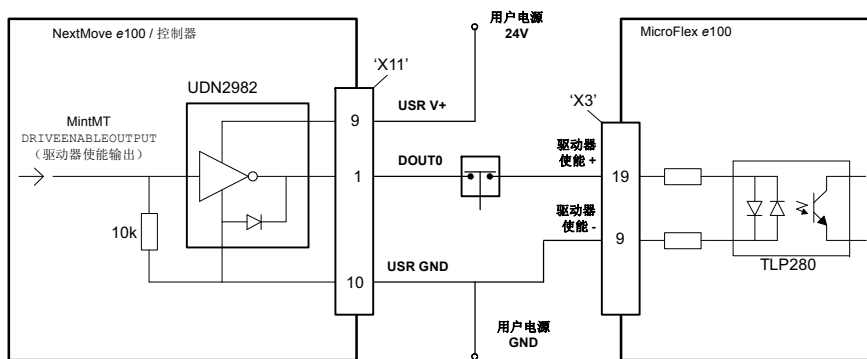 NextMove e100 / 控制器
UDN2982
MintMT
DRIVEENABLEOUTPUT
（驱动器使能输出）
10k
‘X11’
9
1
10
USR V+
DOUT0
USR GND
用户电源
24V
用户电源
GND
驱动器
使能 +
驱动器
使能 -
MicroFlex e100
‘X3’
19
9
TLP280